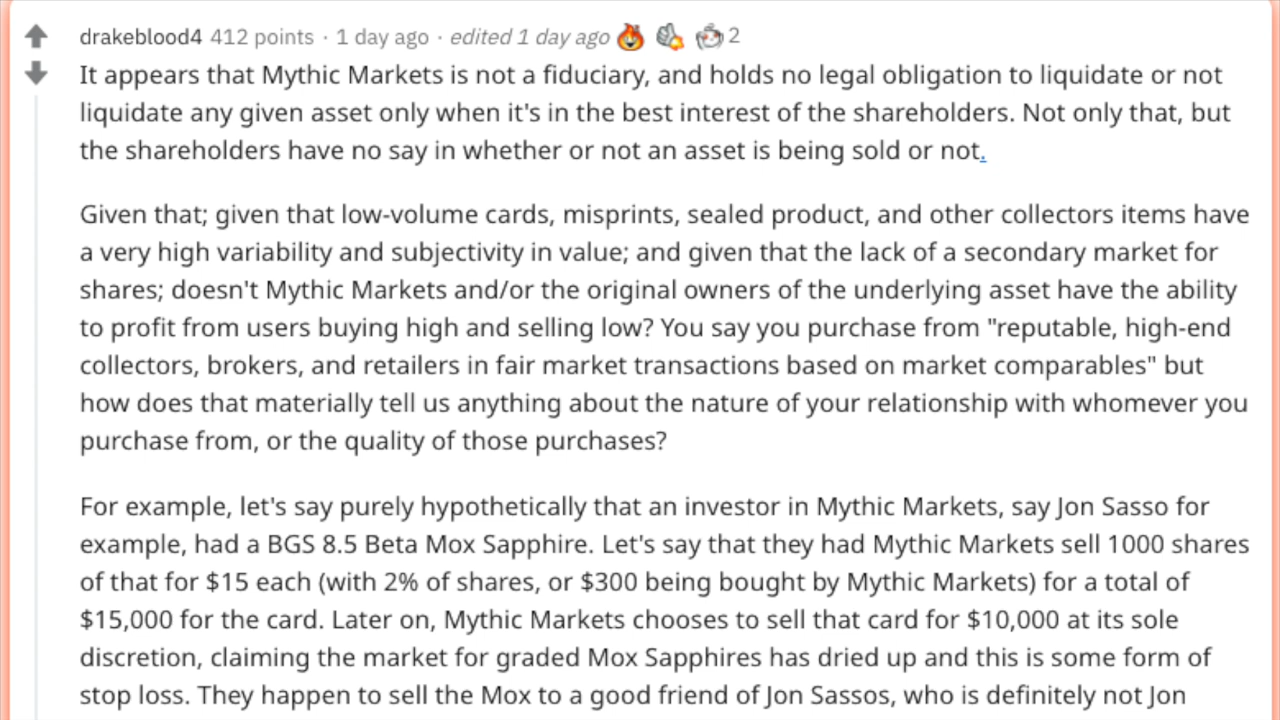 drakeblood4 412 points · 1 day ago · edited 1 day ago 2
It appears that Mythic Markets is not a fiduciary, and holds no legal obligation to liquidate or not
liquidate any given asset only when it's in the best interest of the shareholders. Not only that, but
the shareholders have no say in whether or not an asset is being sold or not.
Given that; given that low-volume cards, misprints, sealed product, and other collectors items have
a very high variability and subjectivity in value; and given that the lack of a secondary market for
shares; doesn't Mythic Markets and/or the original owners of the underlying asset have the ability
to profit from users buying high and selling low? You say you purchase from "reputable, high-end
collectors, brokers, and retailers in fair market transactions based on market comparables" but
how does that materially tell us anything about the nature of your relationship with whomever you
purchase from, or the quality of those purchases?
For example, let's say purely hypothetically that an investor in Mythic Markets, say Jon Sasso for
example, had a BGS 8.5 Beta Mox Sapphire. Let's say that they had Mythic Markets sell 1000 shares
of that for $15 each (with 2% of shares, or $300 being bought by Mythic Markets) for a total of
$15,000 for the card. Later on, Mythic Markets chooses to sell that card for $10,000 at its sole
discretion, claiming the market for graded Mox Sapphires has dried up and this is some form of
stop loss. They happen to sell the Mox to a good friend of Jon Sassos, who is definitely not Jon